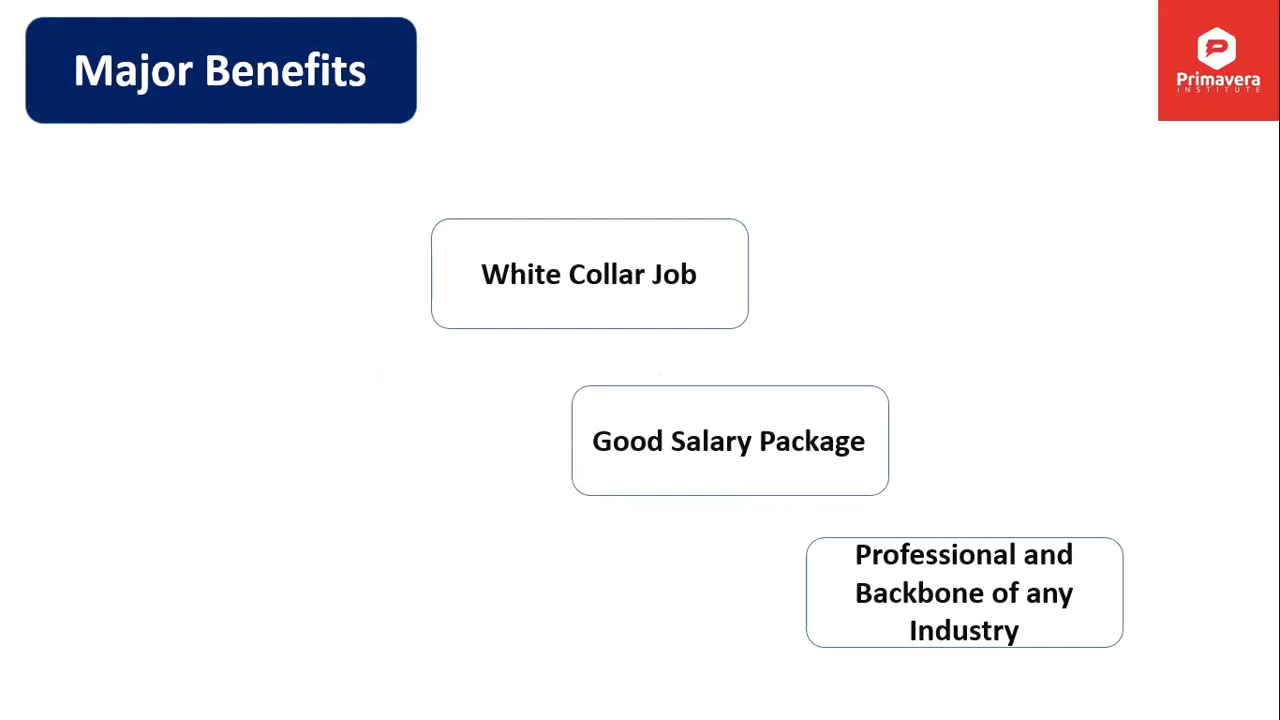 Major Benefits
Primavera
INSTITUTE
White Collar Job
Good Salary Package
Professional and
Backbone of any
Industry